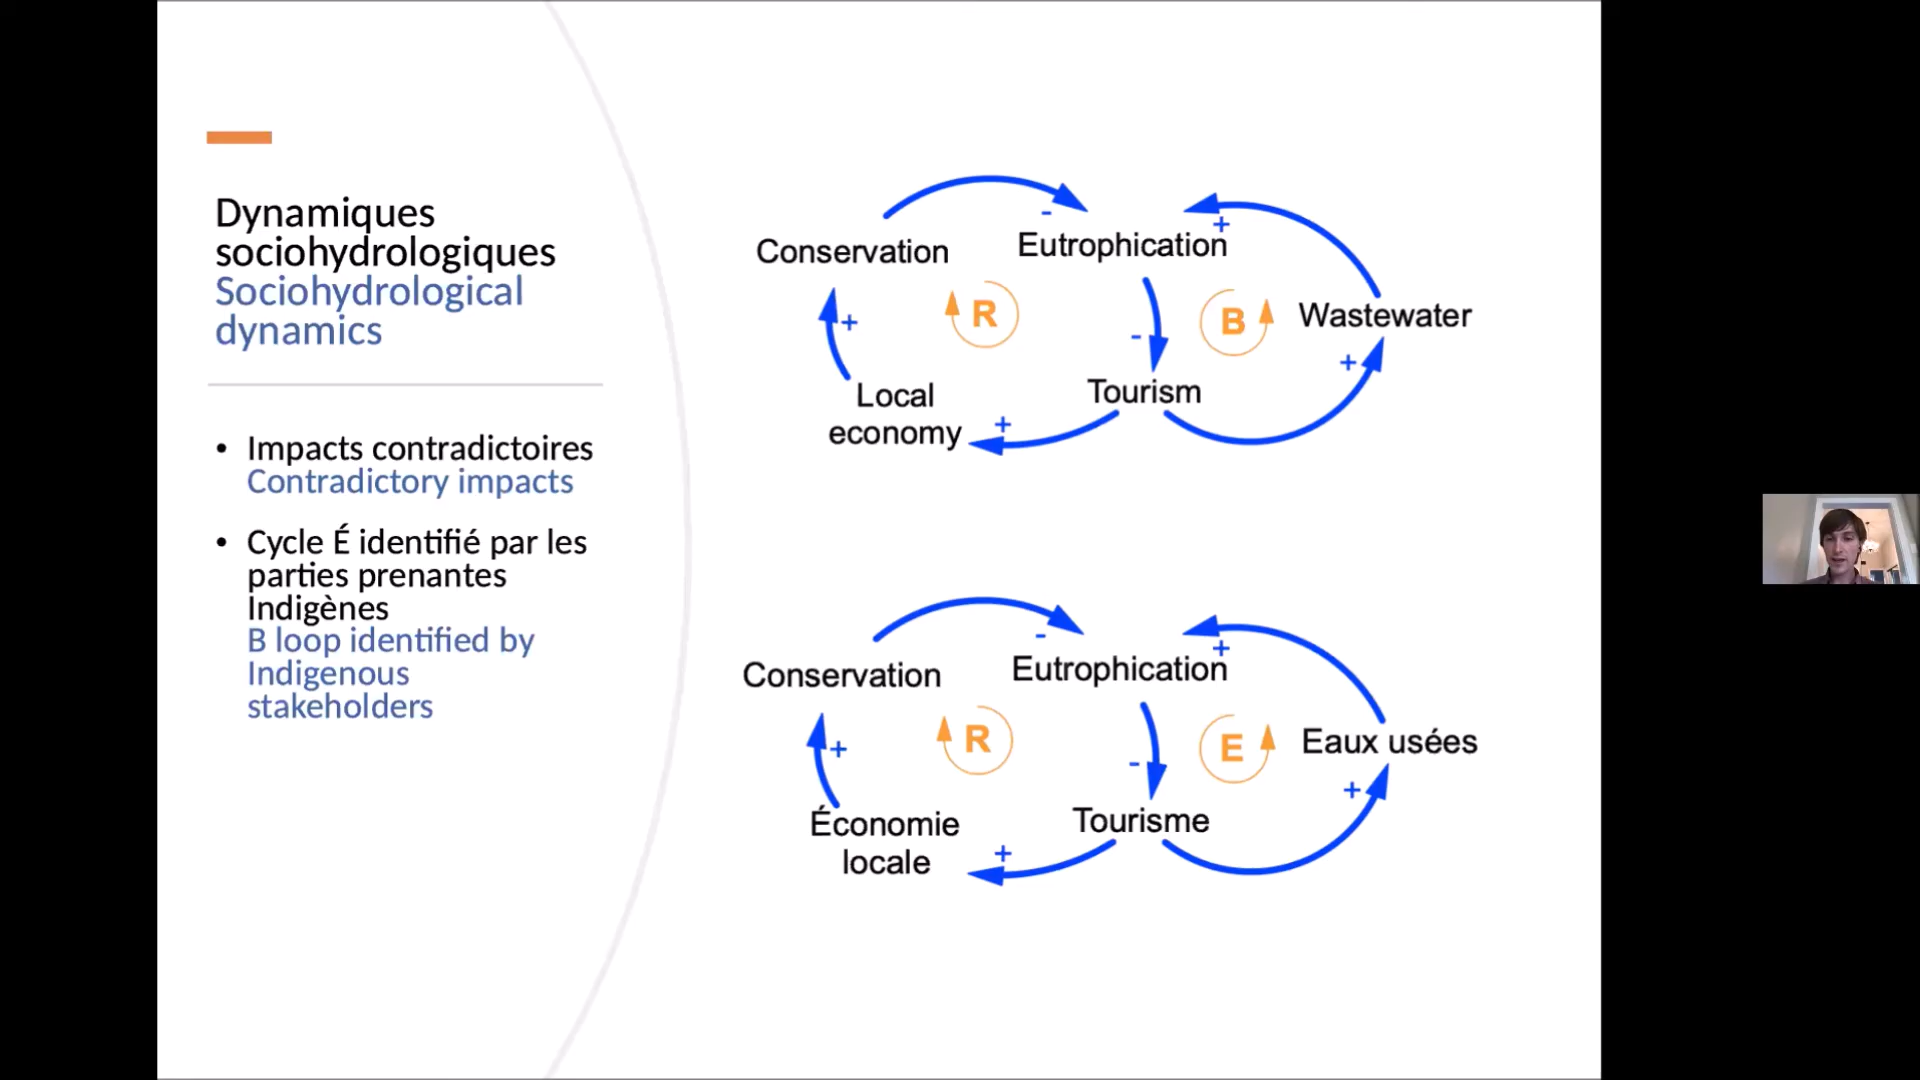 Dynamiques
sociohydrologiques
Sociohydrological
dynamics
• Impacts contradictoires
Contradictory impacts
• Cycle É identifié par les
parties prenantes
Indigènes
B loop identified by
Indigenous
stakeholders
-
+
Conservation
Eutrophication
+
R
B
Wastewater
-
+
Local
economy
Tourism
+
-
+
Conservation
Eutrophication
+
R
E
Eaux usées
-
+
Économie
locale
Tourisme
+